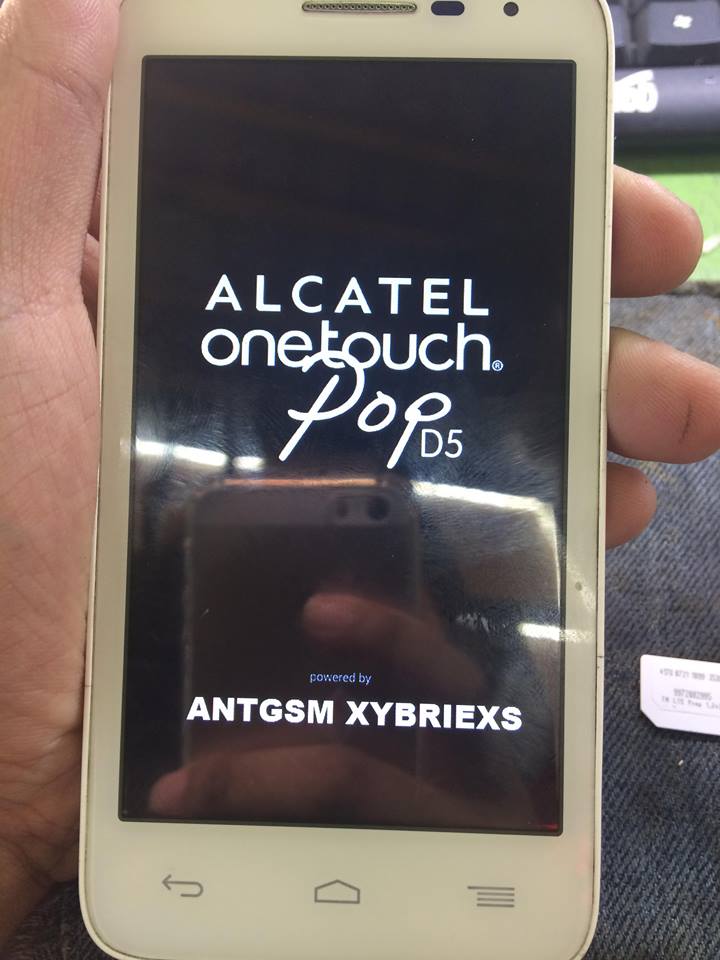 ALCATEL
onetouch®
Pop
D5
powered by
ANTGSM XYBRIEXS